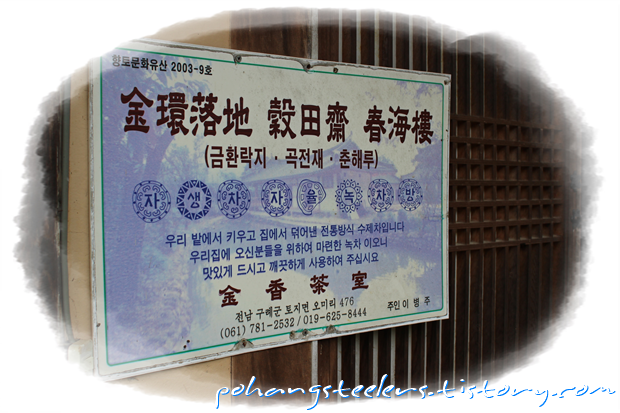 향토문화유산 2003-9호
金環落地 穀田齋 春海樓
(금환락지 · 곡전재 · 춘해루)
자생차자율녹차방
우리 밭에서 키우고 집에서 덖어낸 전통방식 수제차입니다
우리집에 오신분들을 위하여 마련한 녹차 이오니
맛있게 드시고 깨끗하게 사용하여 주십시요
金香茶室
전남 구례군 토지면 오미리 476 주인 이 병 주
(061) 781-2532 / 019-625-8444
pohangsteelers.tistory.com